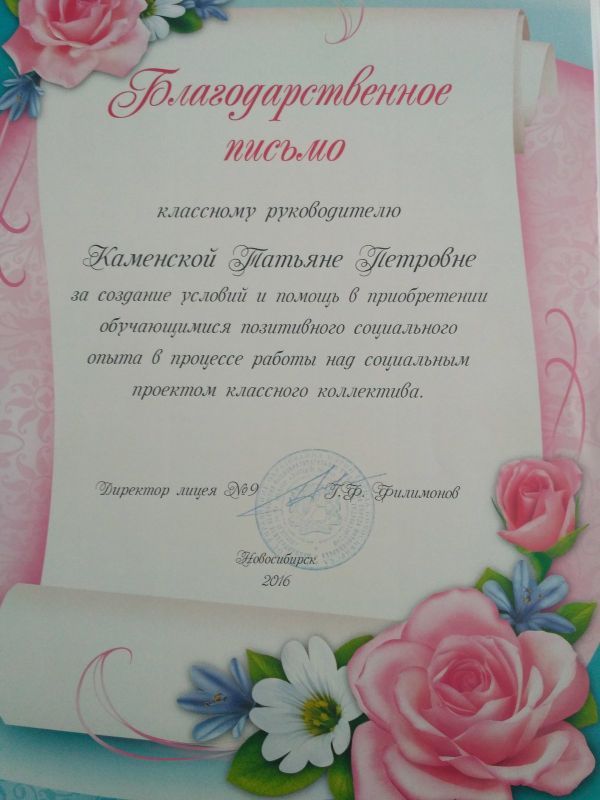 Благодарственное
письмо
классному руководителю
Каменской Татьяне Петровне
за создание условий и помощь в приобретении
обучающимися позитивного социального
опыта в процессе работы над социальным
проектом классного коллектива.
Директор лицея №9 Г.Ф. Филимонов
Новосибирск
2016